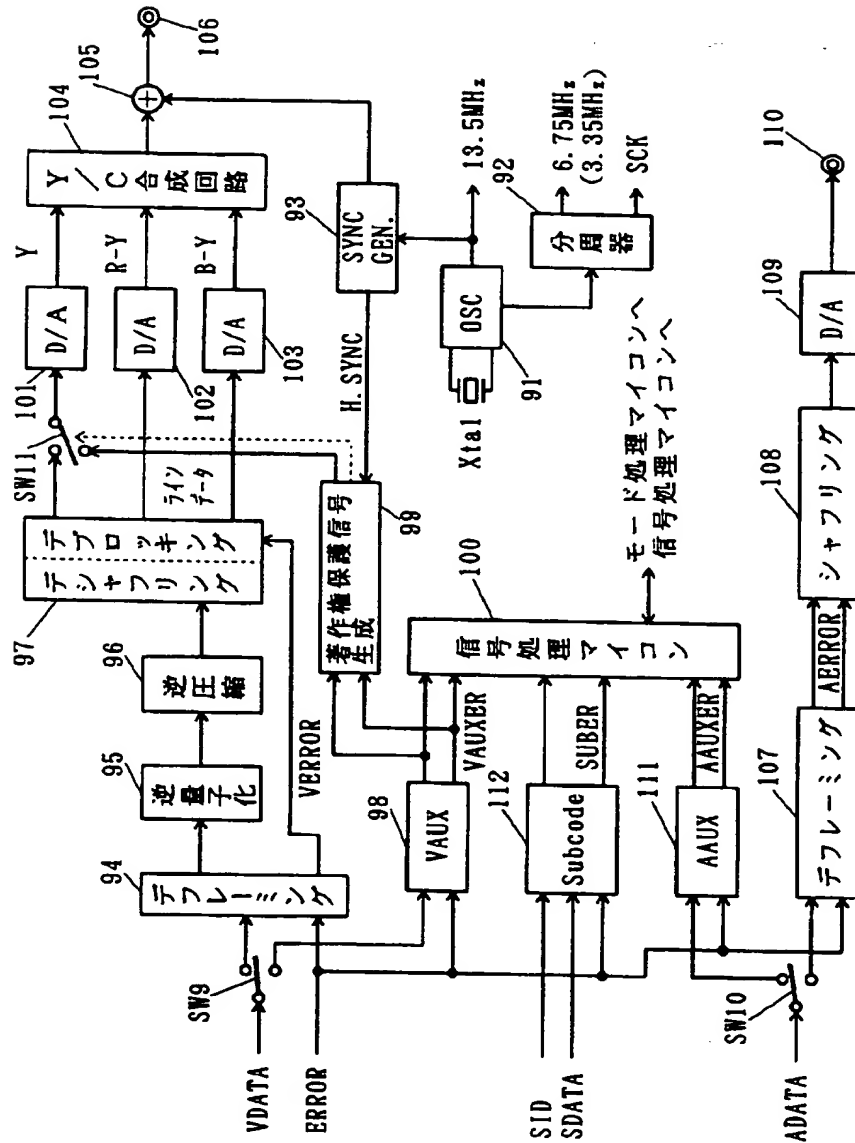 106
105
104
Y/C合成回路
Y
R-Y
B-Y
D/A
101
D/A
102
D/A
103
SW11
ライン
データ
デシャフリング
デブロッキング
97
逆圧縮
96
逆量子化
95
デフレーミング
94
VERROR
SW9
VDATA
ERROR
SYNC
GEN.
93
H.SYNC
著作権保護信号
生成
99
13.5MHz
6.75MHz
(3.35MHz)
SCK
92
分周器
OSC
91
Xtal
モード処理マイコンへ
信号処理マイコンへ
信号処理マイコン
100
VAUX
98
VAUXER
Subcode
112
SUBER
AAUX
111
AAUXER
SID
SDATA
SW10
ADATA
デフレーミング
107
AERROR
シャフリング
108
D/A
109
110